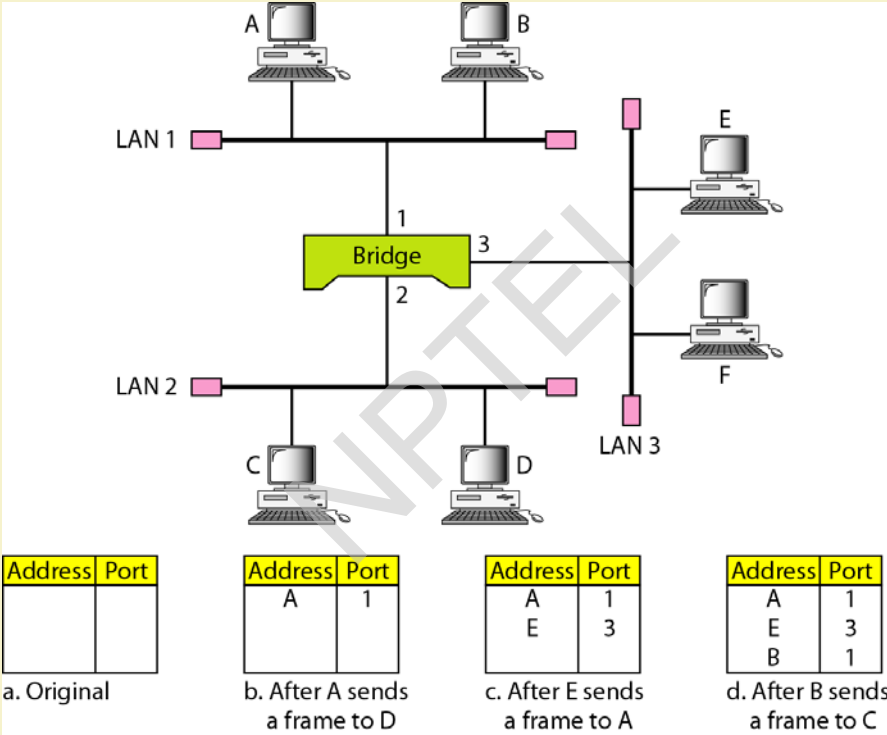 A
B
LAN 1
E
1
Bridge
3
2
F
LAN 2
LAN 3
C
D
NPTEL
Address Port
a. Original
Address Port
A 1
b. After A sends
a frame to D
Address Port
A 1
E 3
c. After E sends
a frame to A
Address Port
A 1
E 3
B 1
d. After B sends
a frame to C